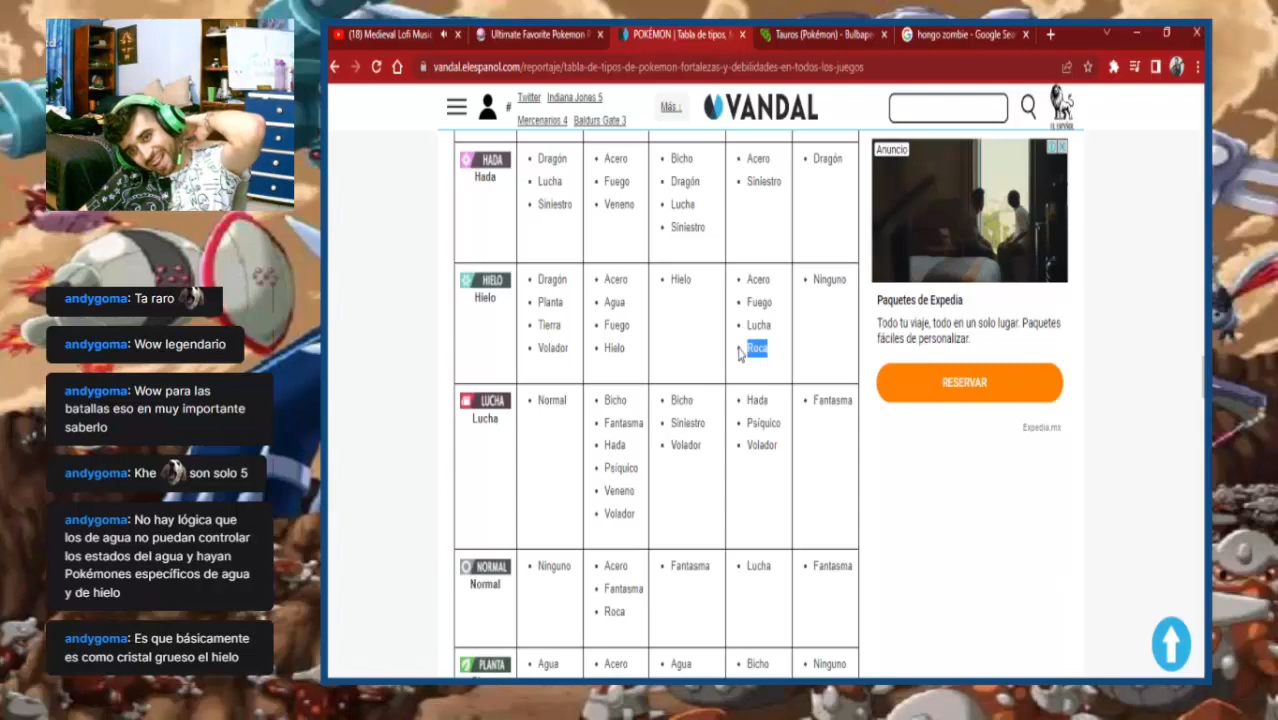 (18) Medieval Lofi Music
Ultimate Favorite Pokemon P
POKÉMON | Tabla de tipos,
Tauros (Pokémon) - Bulbape
hongo zombie - Google Sea
vandal.elespanol.com/reportaje/tabla-de-tipos-de-pokemon-fortalezas-y-debilidades-en-todos-los-juegos
# Twitter Indiana Jones 5
Mercenarios 4 Baldurs Gate 3
Más ↓
VANDAL
EL ESPAÑOL
HADA
Hada
• Dragón
• Lucha
• Siniestro
• Acero
• Fuego
• Veneno
• Bicho
• Dragón
• Lucha
• Siniestro
• Acero
• Siniestro
• Dragón
HIELO
Hielo
• Dragón
• Planta
• Tierra
• Volador
• Acero
• Agua
• Fuego
• Hielo
• Hielo
• Acero
• Fuego
• Lucha
• Roca
• Ninguno
LUCHA
Lucha
• Normal
• Bicho
• Fantasma
• Hada
• Psíquico
• Veneno
• Volador
• Bicho
• Siniestro
• Volador
• Hada
• Psíquico
• Volador
• Fantasma
NORMAL
Normal
• Ninguno
• Acero
• Fantasma
• Roca
• Fantasma
• Lucha
• Fantasma
PLANTA
• Agua
• Acero
• Agua
• Bicho
• Ninguno
Anuncio
Paquetes de Expedia
Todo tu viaje, todo en un solo lugar. Paquetes
fáciles de personalizar.
RESERVAR
Expedia.mx
andygoma: Ta raro
andygoma: Wow legendario
andygoma: Wow para las
batallas eso en muy importante
saberlo
andygoma: Khe son solo 5
andygoma: No hay lógica que
los de agua no puedan controlar
los estados del agua y hayan
Pokémones específicos de agua
y de hielo
andygoma: Es que básicamente
es como cristal grueso el hielo